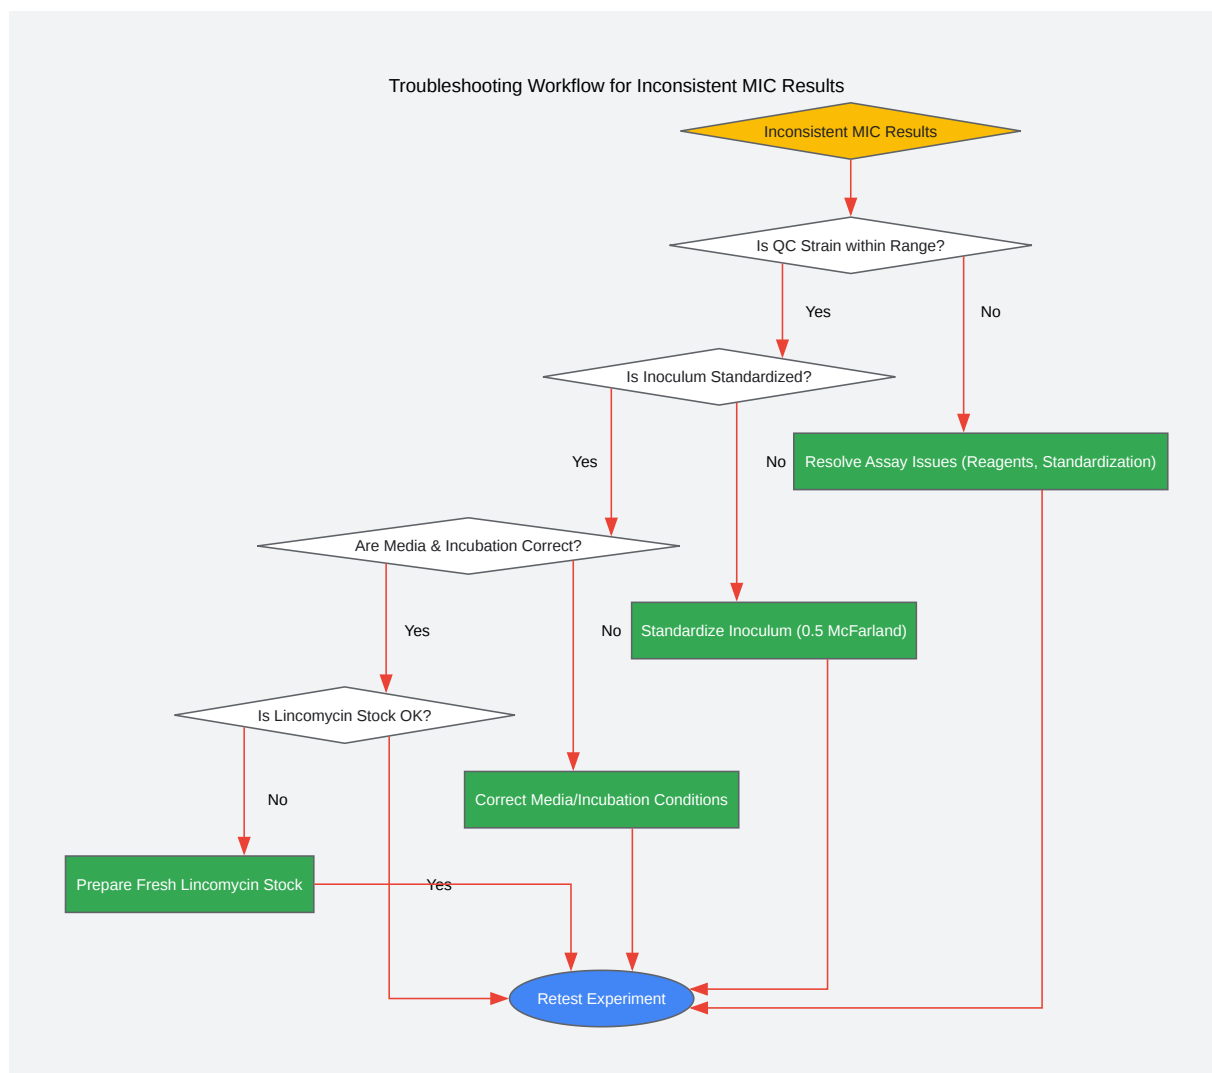 Troubleshooting Workflow for Inconsistent MIC Results
Inconsistent MIC Results
Is QC Strain within Range?
Yes
No
Is Inoculum Standardized?
Yes
No
Resolve Assay Issues (Reagents, Standardization)
Are Media & Incubation Correct?
Yes
No
Standardize Inoculum (0.5 McFarland)
Is Lincomycin Stock OK?
No
Correct Media/Incubation Conditions
Prepare Fresh Lincomycin Stock
Yes
Retest Experiment